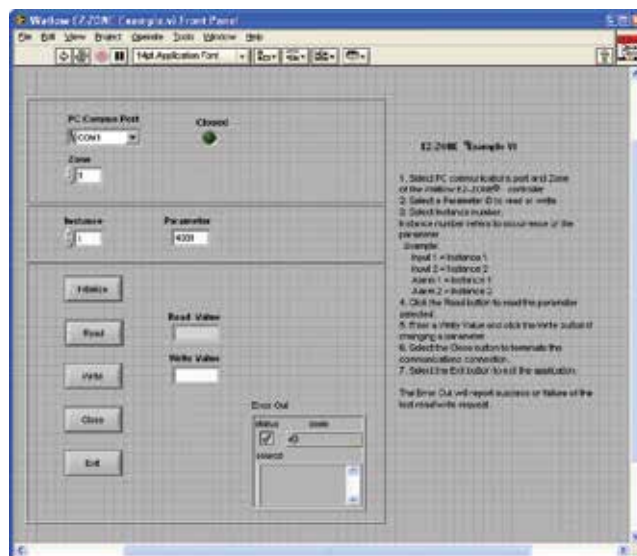 Watlow EZ-ZONE Example.vi Front Panel
File Edit View Project Operate Tools Window Help
14pt Application Font
PC Comms Port
Closed
COM1
Zone
1
Instance
Parameter
1
4001
Initialize
Read
Read Value
Write
Write Value
Close
Error Out
status code
source
Exit
EZ-ZONE Example VI
1. Select PC communications port and Zone
of the Watlow EZ-ZONE® controller
2. Select a Parameter ID to read or write.
3. Select Instance number.
Instance number refers to occurrence of the
parameter
Example:
Input 1 = Instance 1
Input 2 = Instance 2
Alarm 1 = Instance 1
Alarm 2 = Instance 2
4. Click the Read button to read the parameter
selected.
5. Enter a Write Value and click the Write button if
changing a parameter.
6. Select the Close button to terminate the
communications connection.
7. Select the Exit button to exit the application.
The Error Out will report success or failure of the
last read/write request.